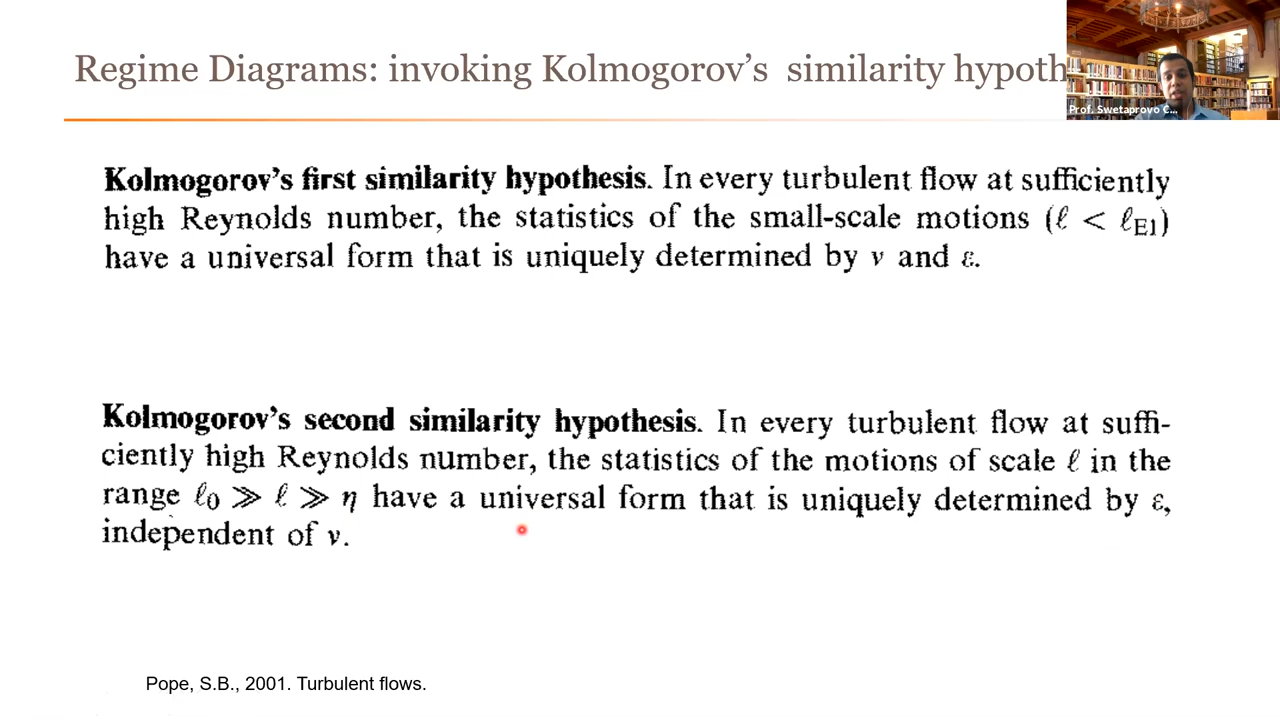 Regime Diagrams: invoking Kolmogorov’s similarity hypoth
Prof. Swetaprovo C...
Kolmogorov’s first similarity hypothesis. In every turbulent flow at sufficiently
high Reynolds number, the statistics of the small-scale motions (ℓ < ℓEI)
have a universal form that is uniquely determined by ν and ε.
Kolmogorov’s second similarity hypothesis. In every turbulent flow at suffi-
ciently high Reynolds number, the statistics of the motions of scale ℓ in the
range ℓ0 ≫ ℓ ≫ η have a universal form that is uniquely determined by ε,
independent of ν.
Pope, S.B., 2001. Turbulent flows.